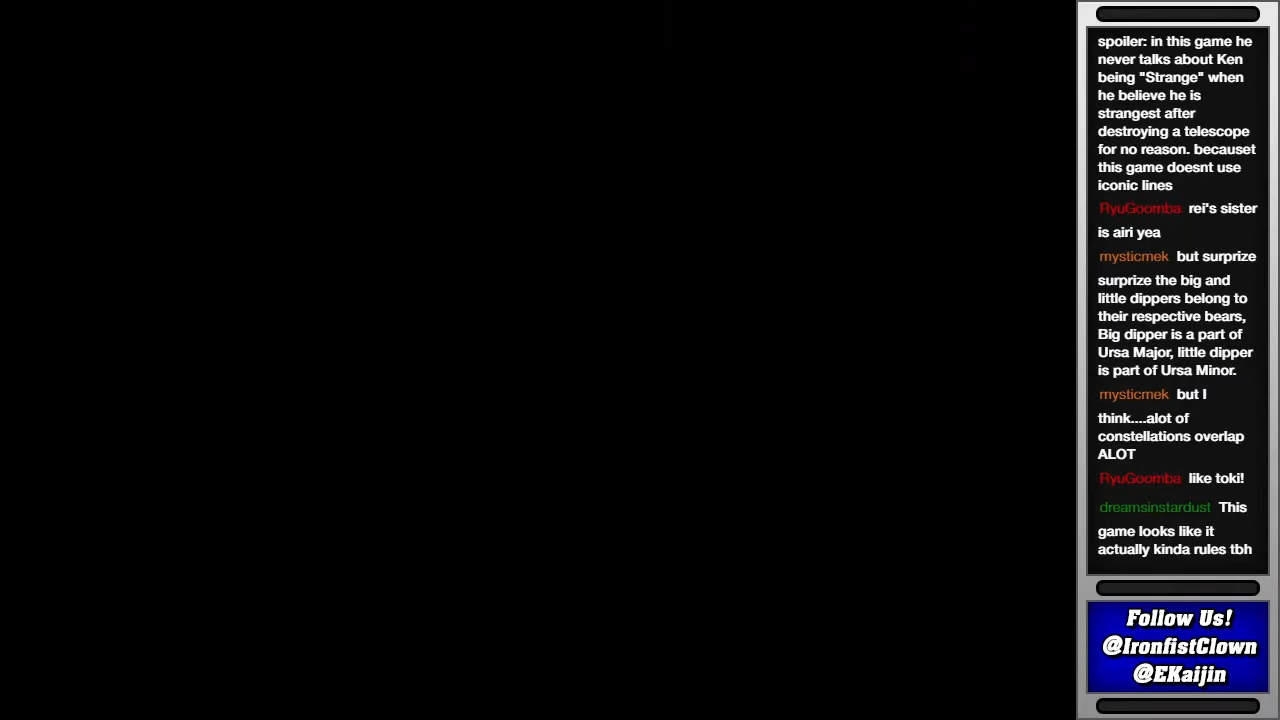 spoiler: in this game he
never talks about Ken
being "Strange" when
he believe he is
strangest after
destroying a telescope
for no reason. becauset
this game doesnt use
iconic lines
RyuGoomba rei's sister
is airi yea
mysticmek but surprize
surprize the big and
little dippers belong to
their respective bears,
Big dipper is a part of
Ursa Major, little dipper
is part of Ursa Minor.
mysticmek but I
think....alot of
constellations overlap
ALOT
RyuGoomba like toki!
dreamsinstardust This
game looks like it
actually kinda rules tbh
Follow Us!
@IronfistClown
@EKaijin